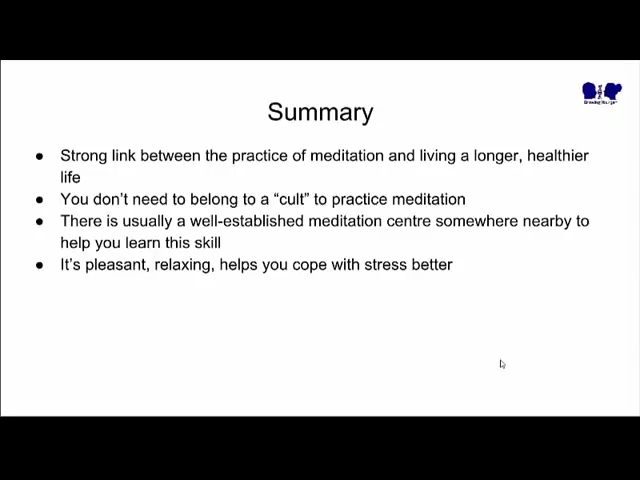 Summary
● Strong link between the practice of meditation and living a longer, healthier
life
● You don’t need to belong to a “cult” to practice meditation
● There is usually a well-established meditation centre somewhere nearby to
help you learn this skill
● It’s pleasant, relaxing, helps you cope with stress better